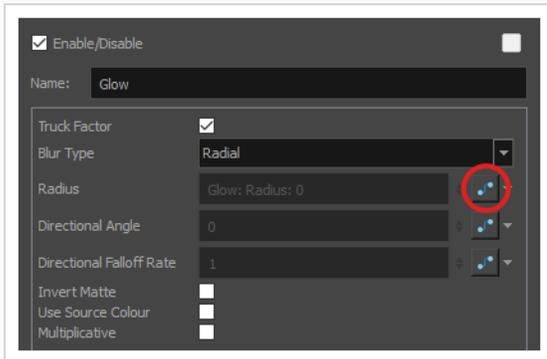 Enable/Disable
Name: Glow
Truck Factor
Blur Type Radial
Radius Glow: Radius: 0
Directional Angle 0
Directional Falloff Rate 1
Invert Matte
Use Source Colour
Multiplicative